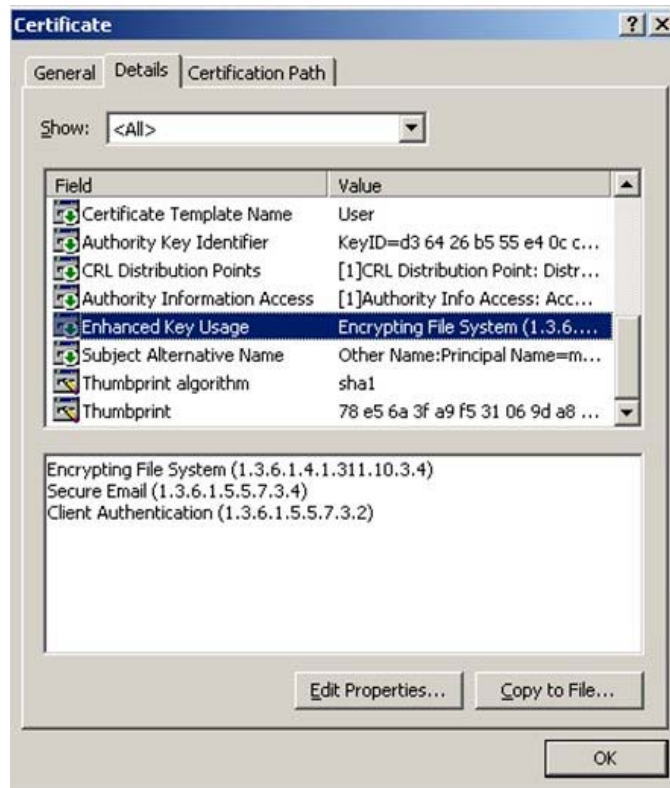 Certificate
General Details Certification Path
Show: <All>
Field Value
Certificate Template Name User
Authority Key Identifier KeyID=d3 64 26 b5 55 e4 0c c...
CRL Distribution Points [1]CRL Distribution Point: Distr...
Authority Information Access [1]Authority Info Access: Acc...
Enhanced Key Usage Encrypting File System (1.3.6....
Subject Alternative Name Other Name:Principal Name=m...
Thumbprint algorithm sha1
Thumbprint 78 e5 6a 3f a9 f5 31 06 9d a8 ...
Encrypting File System (1.3.6.1.4.1.311.10.3.4)
Secure Email (1.3.6.1.5.5.7.3.4)
Client Authentication (1.3.6.1.5.5.7.3.2)
Edit Properties... Copy to File...
OK